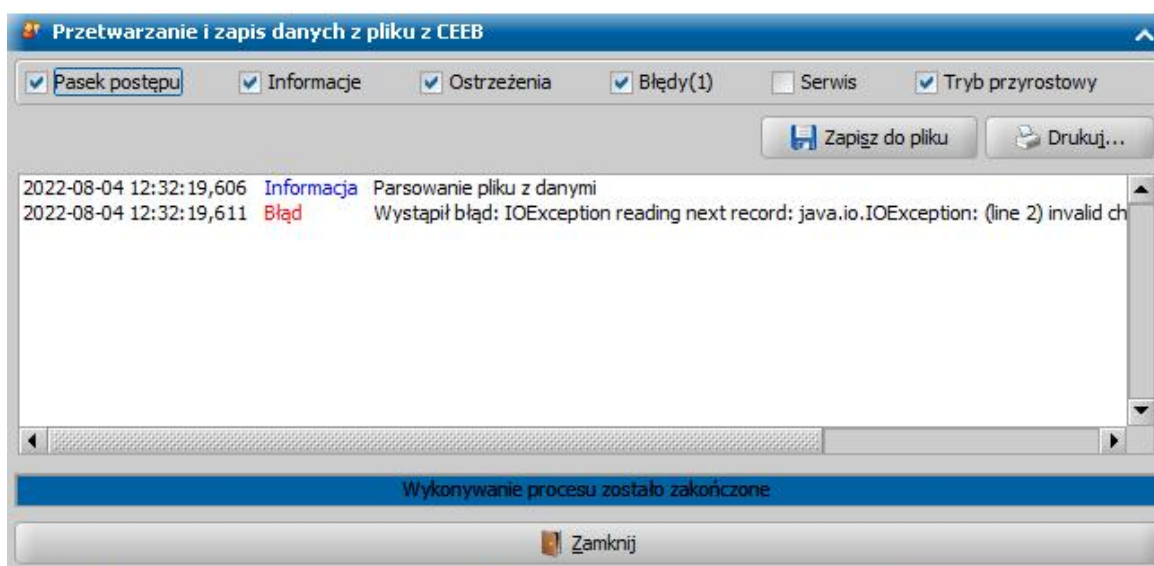 Przetwarzanie i zapis danych z pliku z CEEB
Pasek postępu Informacje Ostrzeżenia Błędy(1) Serwis Tryb przyrostowy
Zapisz do pliku Drukuj...
2022-08-04 12:32:19,606 Informacja Parsowanie pliku z danymi
2022-08-04 12:32:19,611 Błąd Wystąpił błąd: IOException reading next record: java.io.IOException: (line 2) invalid ch
Wykonywanie procesu zostało zakończone
Zamknij